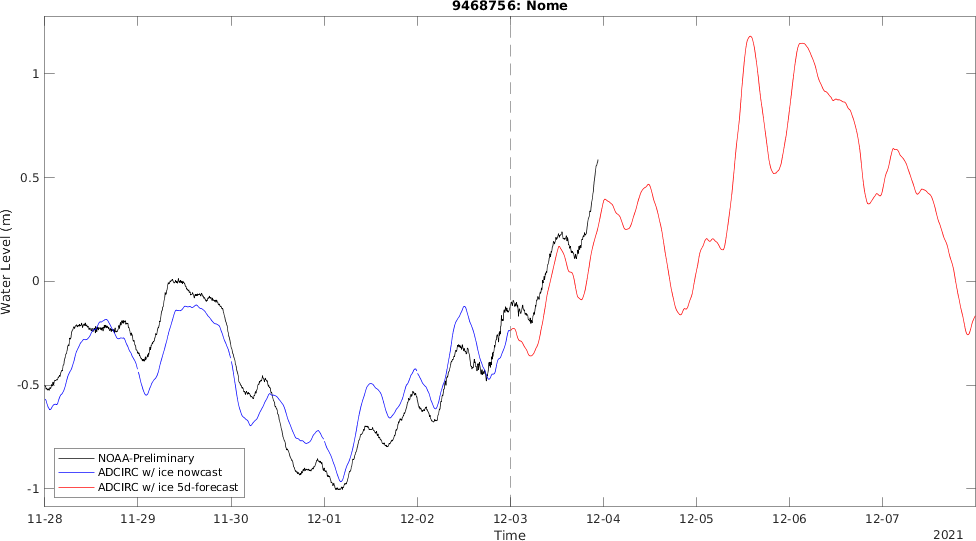 9468756: Nome
Water Level (m)
1
0.5
0
-0.5
-1
NOAA-Preliminary
ADCIRC w/ ice nowcast
ADCIRC w/ ice 5d-forecast
11-28 11-29 11-30 12-01 12-02 12-03 12-04 12-05 12-06 12-07
Time
2021